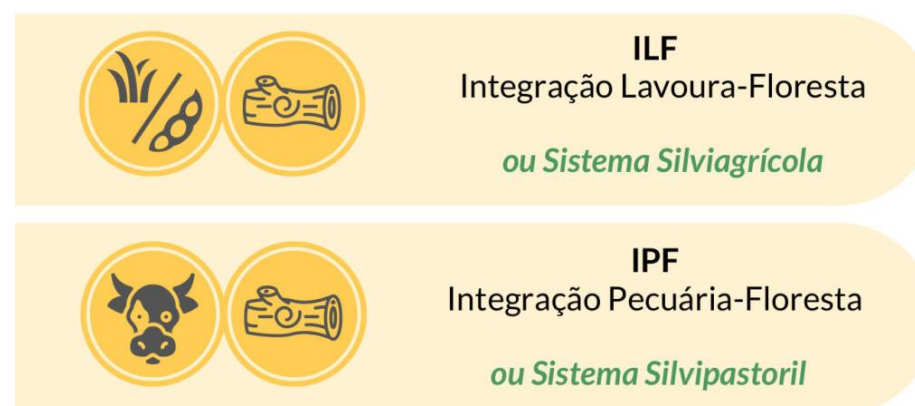 ILF
Integração Lavoura-Floresta
ou Sistema Silviagrícola
IPF
Integração Pecuária-Floresta
ou Sistema Silvipastoril